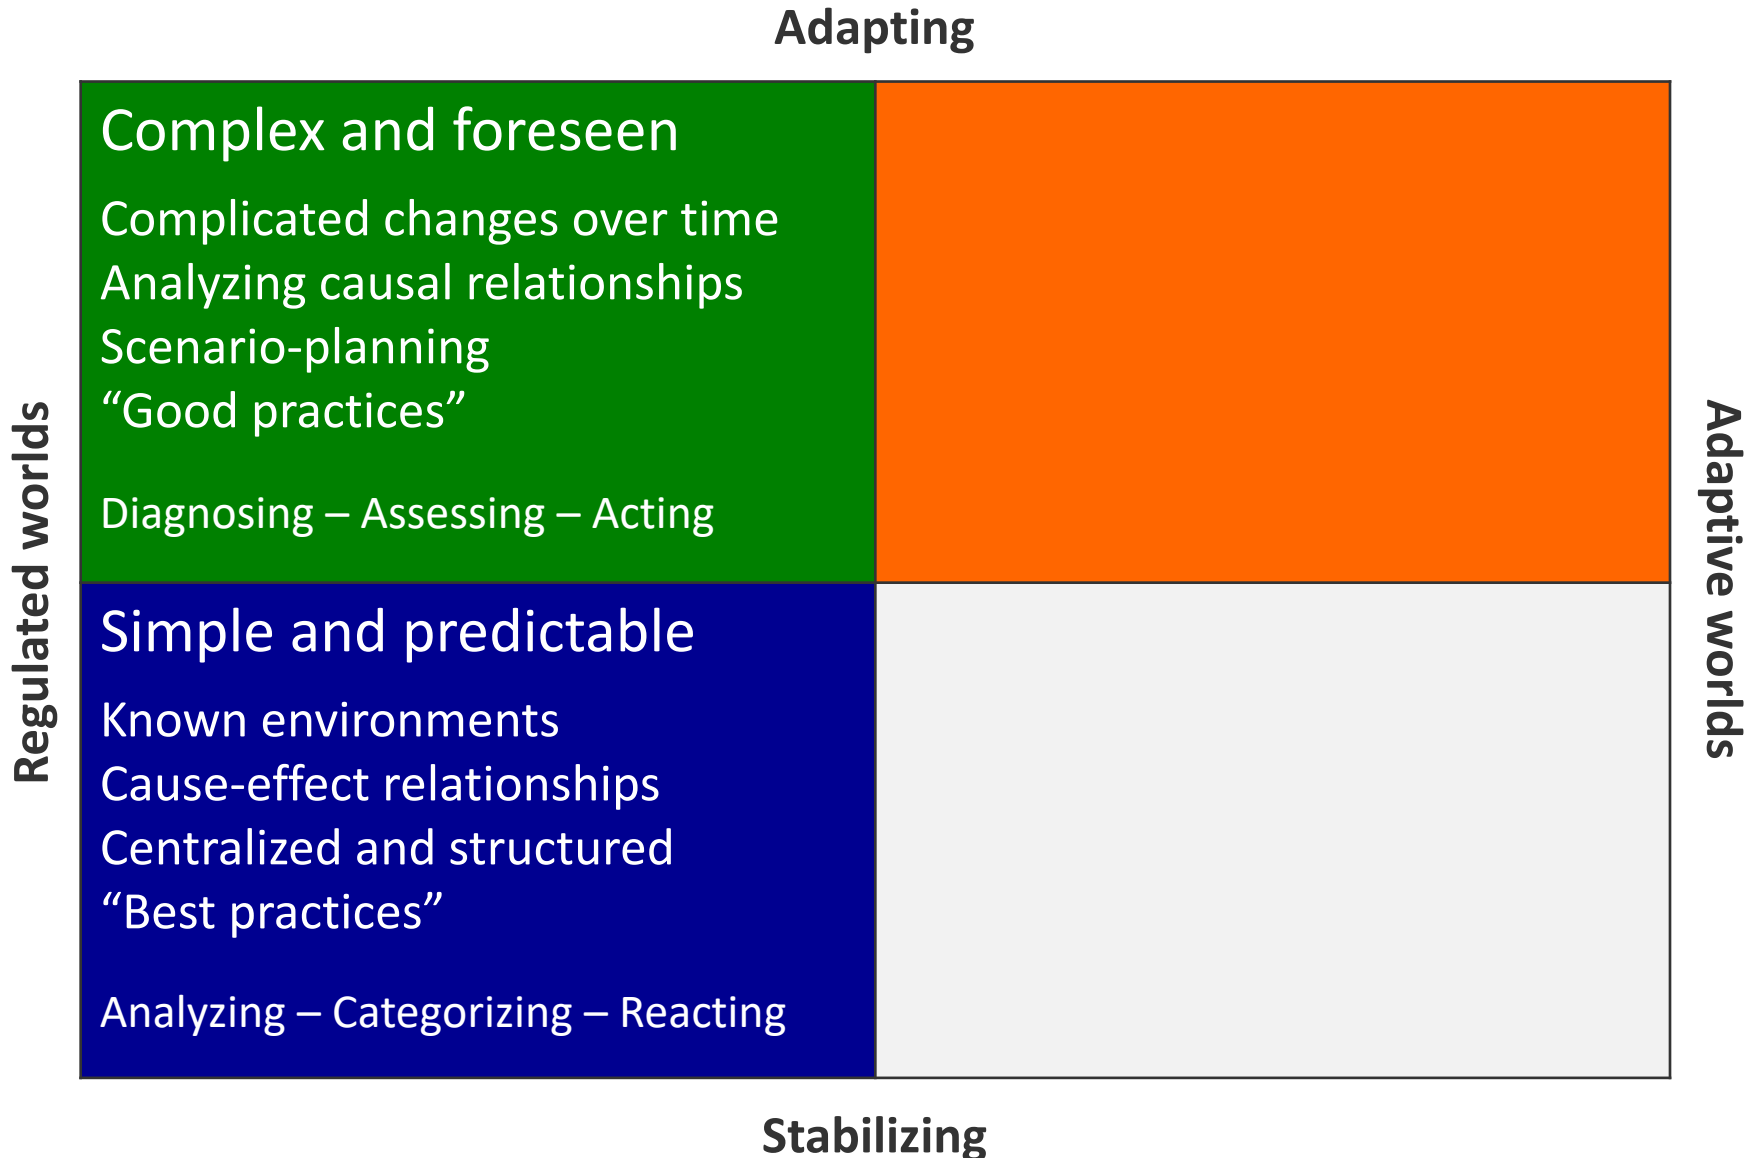 Adapting
Complex and foreseen
Complicated changes over time
Analyzing causal relationships
Scenario-planning
“Good practices”
Diagnosing – Assessing – Acting
Regulated worlds
Adaptive worlds
Simple and predictable
Known environments
Cause-effect relationships
Centralized and structured
“Best practices”
Analyzing – Categorizing – Reacting
Stabilizing